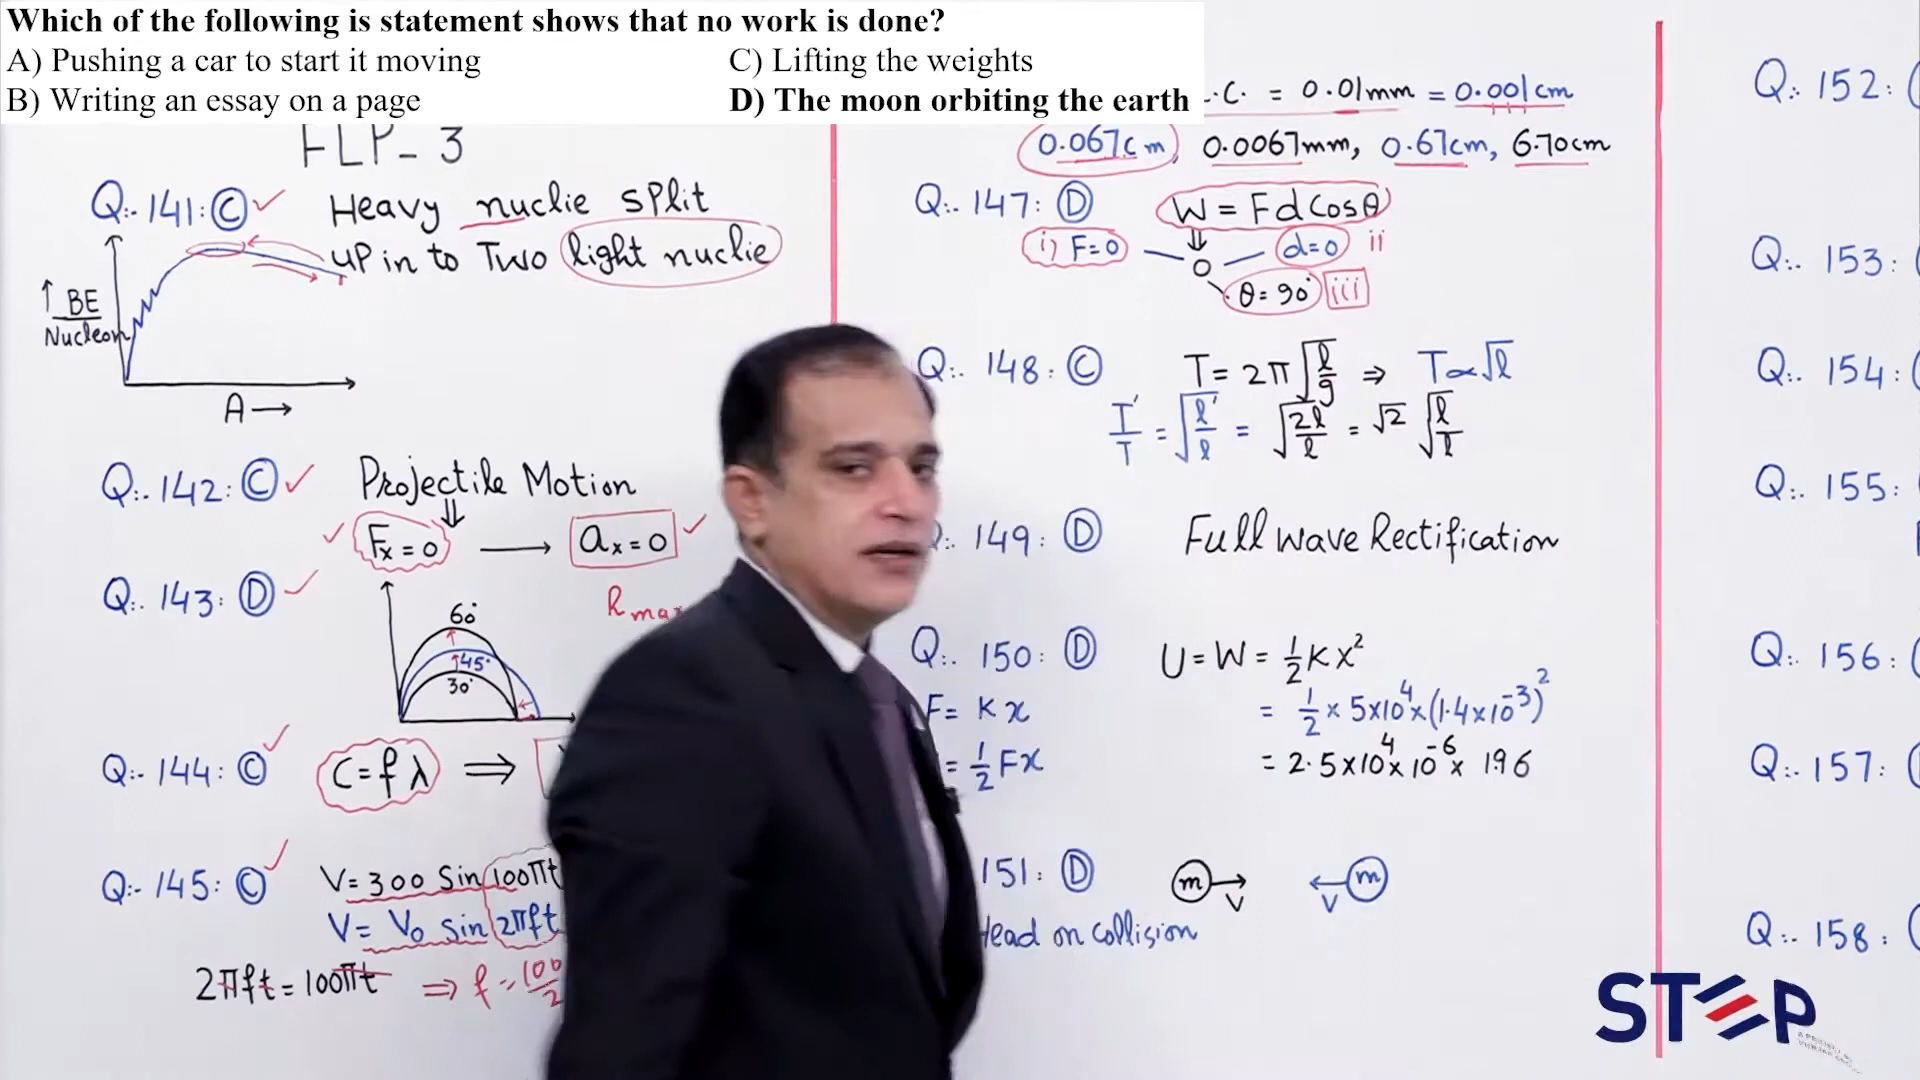 Which of the following is statement shows that no work is done?
A) Pushing a car to start it moving
C) Lifting the weights
B) Writing an essay on a page
D) The moon orbiting the earth
FLP-3
Q:. 141: C ✓
Heavy nuclie split
up in to Two light nuclie
↑ BE
Nucleon
A →
Q:. 142: C ✓
Projectile Motion
⇓
✓ Fx = 0 → ax = 0 ✓
Q:. 143: D ✓
60°
45°
30°
Q:- 144: C ✓
C = f λ ⇒
Q:- 145: C ✓
V = 300 Sin 100πt
V = V₀ sin 2πft
2πft = 100πt ⇒ f = 100/2
.C. = 0.01mm = 0.001cm
0.067cm, 0.0067mm, 0.67cm, 6.70cm
Q:. 147: D
W = Fd Cosθ
i) F=0
⇓
0
d=0 ii
θ = 90° iii
Q:. 148: C
T = 2π √(l/g) ⇒ T ∝ √l
T'/T = √(l'/l) = √(2l/l) = √2 √(l/l)
149: D
Full wave Rectification
Q:. 150: D
U = W = ½ K x²
F = K x
= ½ × 5×10⁴ × (1.4×10⁻³)²
= ½ Fx
= 2.5×10⁴ × 10⁻⁶ × 196
151: D
m → V
V ← m
Head on collision
Q:. 152:
Q:. 153:
Q:. 154:
Q:. 155:
Q:. 156:
Q:. 157:
Q:. 158:
STEP